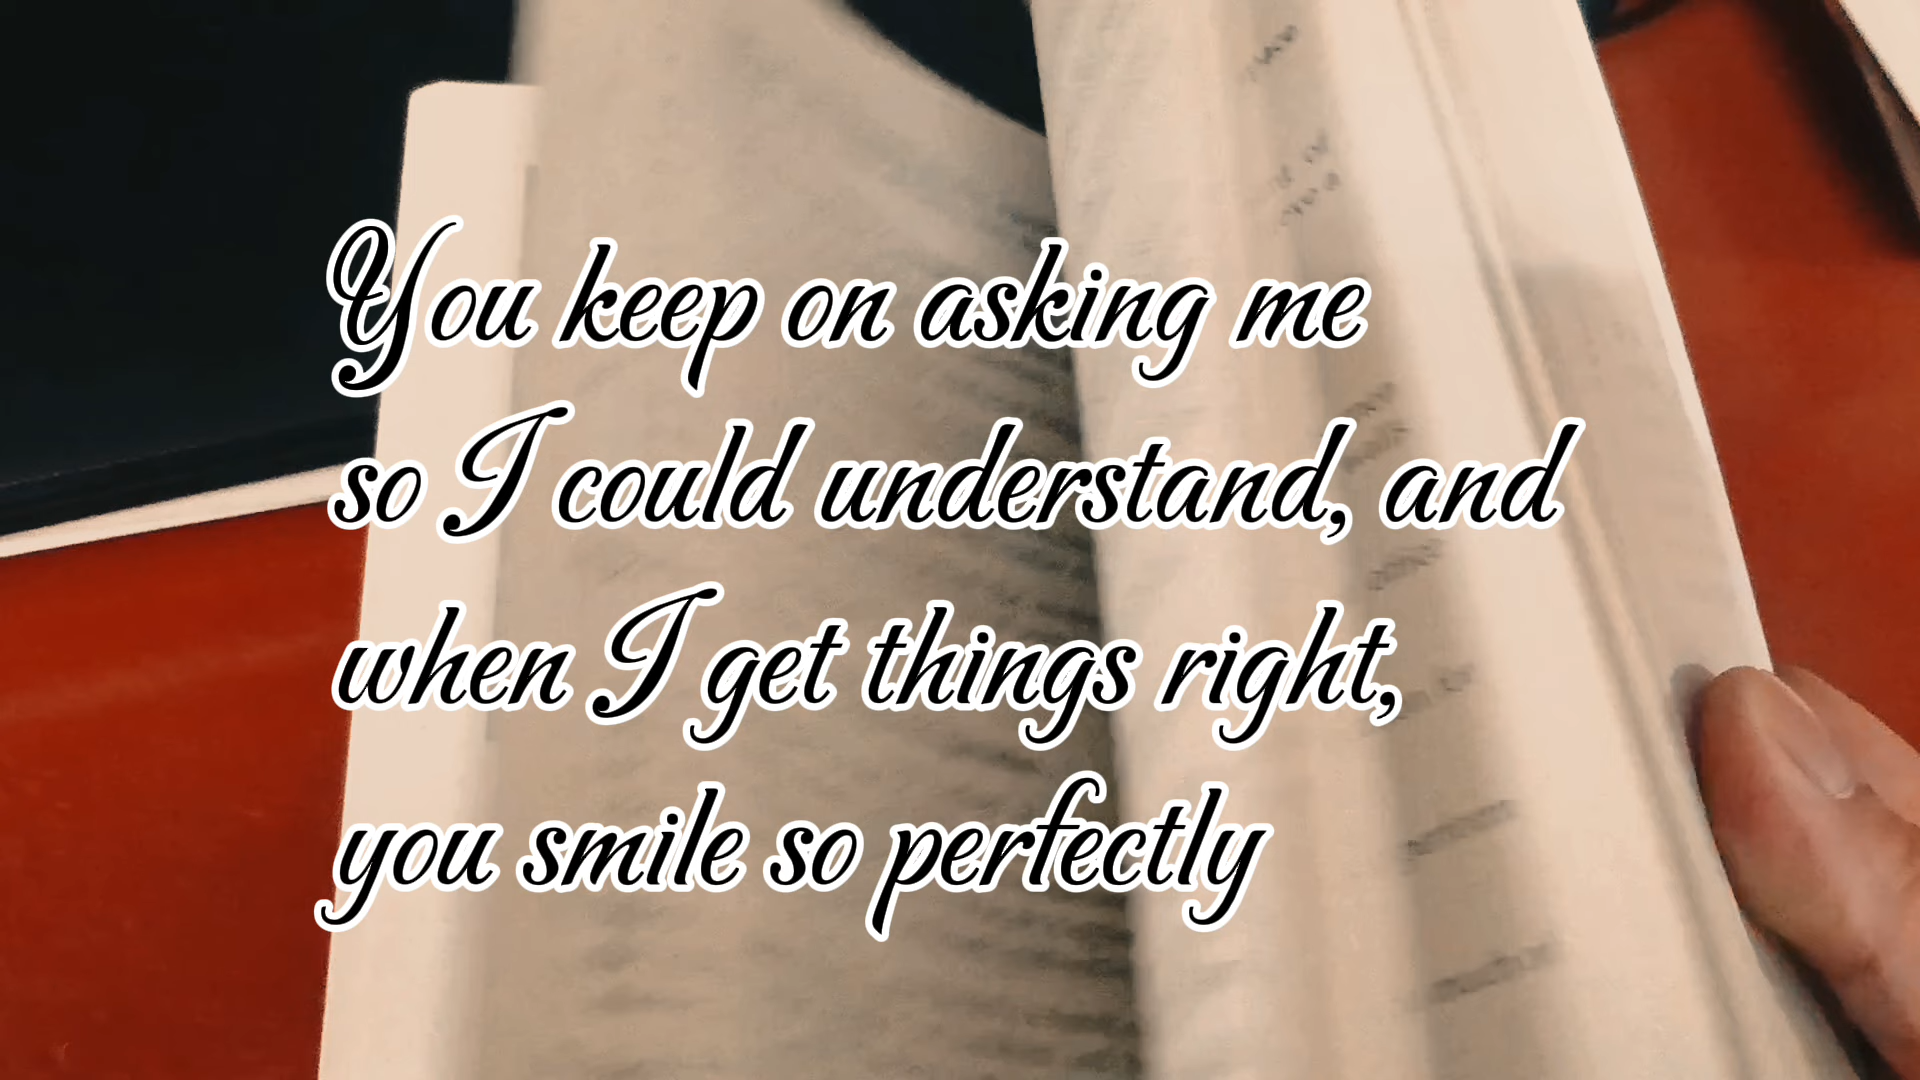 You keep on asking me
so I could understand, and
when I get things right,
you smile so perfectly